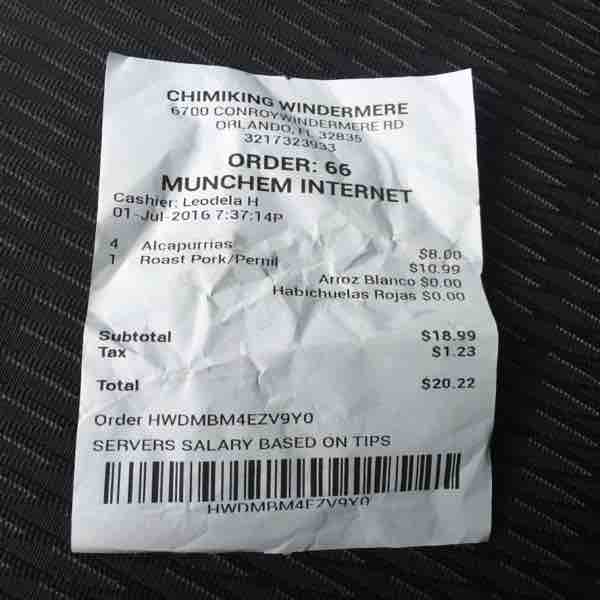 CHIMIKING WINDERMERE
6700 CONROY WINDERMERE RD
ORLANDO, FL 32835
3217323933
ORDER: 66
MUNCHEM INTERNET
Cashier: Leodela H
01-Jul-2016 7:37:14P
4 Alcapurrias $8.00
1 Roast Pork/Pernil $10.99
Arroz Blanco $0.00
Habichuelas Rojas $0.00
Subtotal $18.99
Tax $1.23
Total $20.22
Order HWDMBM4EZV9Y0
SERVERS SALARY BASED ON TIPS
HWDMBM4EZV9Y0